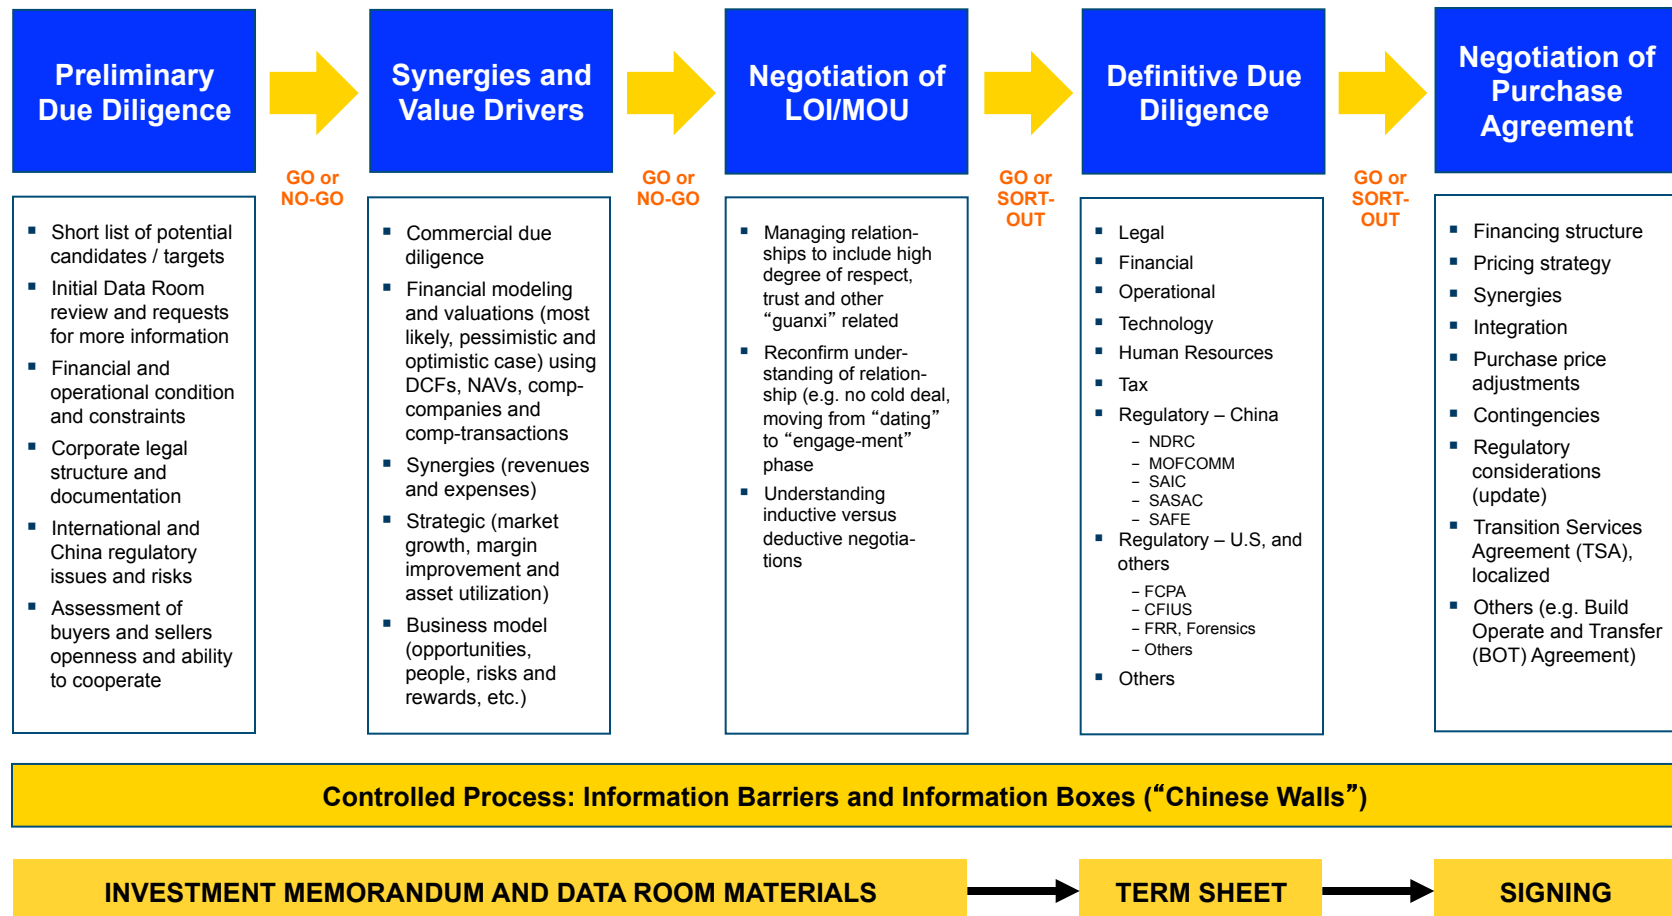 Preliminary
Due Diligence
Synergies and
Value Drivers
Negotiation of
LOI/MOU
Definitive Due
Diligence
Negotiation of
Purchase
Agreement
GO or
NO-GO
GO or
NO-GO
GO or
SORT-
OUT
GO or
SORT-
OUT
▪ Short list of potential
candidates / targets
▪ Initial Data Room
review and requests
for more information
▪ Financial and
operational condition
and constraints
▪ Corporate legal
structure and
documentation
▪ International and
China regulatory
issues and risks
▪ Assessment of
buyers and sellers
openness and ability
to cooperate
▪ Commercial due
diligence
▪ Financial modeling
and valuations (most
likely, pessimistic and
optimistic case) using
DCFs, NAVs, comp-
companies and
comp-transactions
▪ Synergies (revenues
and expenses)
▪ Strategic (market
growth, margin
improvement and
asset utilization)
▪ Business model
(opportunities,
people, risks and
rewards, etc.)
▪ Managing relation-
ships to include high
degree of respect,
trust and other
“guanxi” related
▪ Reconfirm under-
standing of relation-
ship (e.g. no cold deal,
moving from “dating”
to “engage-ment”
phase
▪ Understanding
inductive versus
deductive negotia-
tions
▪ Legal
▪ Financial
▪ Operational
▪ Technology
▪ Human Resources
▪ Tax
▪ Regulatory – China
– NDRC
– MOFCOMM
– SAIC
– SASAC
– SAFE
▪ Regulatory – U.S, and
others
– FCPA
– CFIUS
– FRR, Forensics
– Others
▪ Others
▪ Financing structure
▪ Pricing strategy
▪ Synergies
▪ Integration
▪ Purchase price
adjustments
▪ Contingencies
▪ Regulatory
considerations
(update)
▪ Transition Services
Agreement (TSA),
localized
▪ Others (e.g. Build
Operate and Transfer
(BOT) Agreement)
Controlled Process: Information Barriers and Information Boxes (“Chinese Walls”)
INVESTMENT MEMORANDUM AND DATA ROOM MATERIALS
TERM SHEET
SIGNING